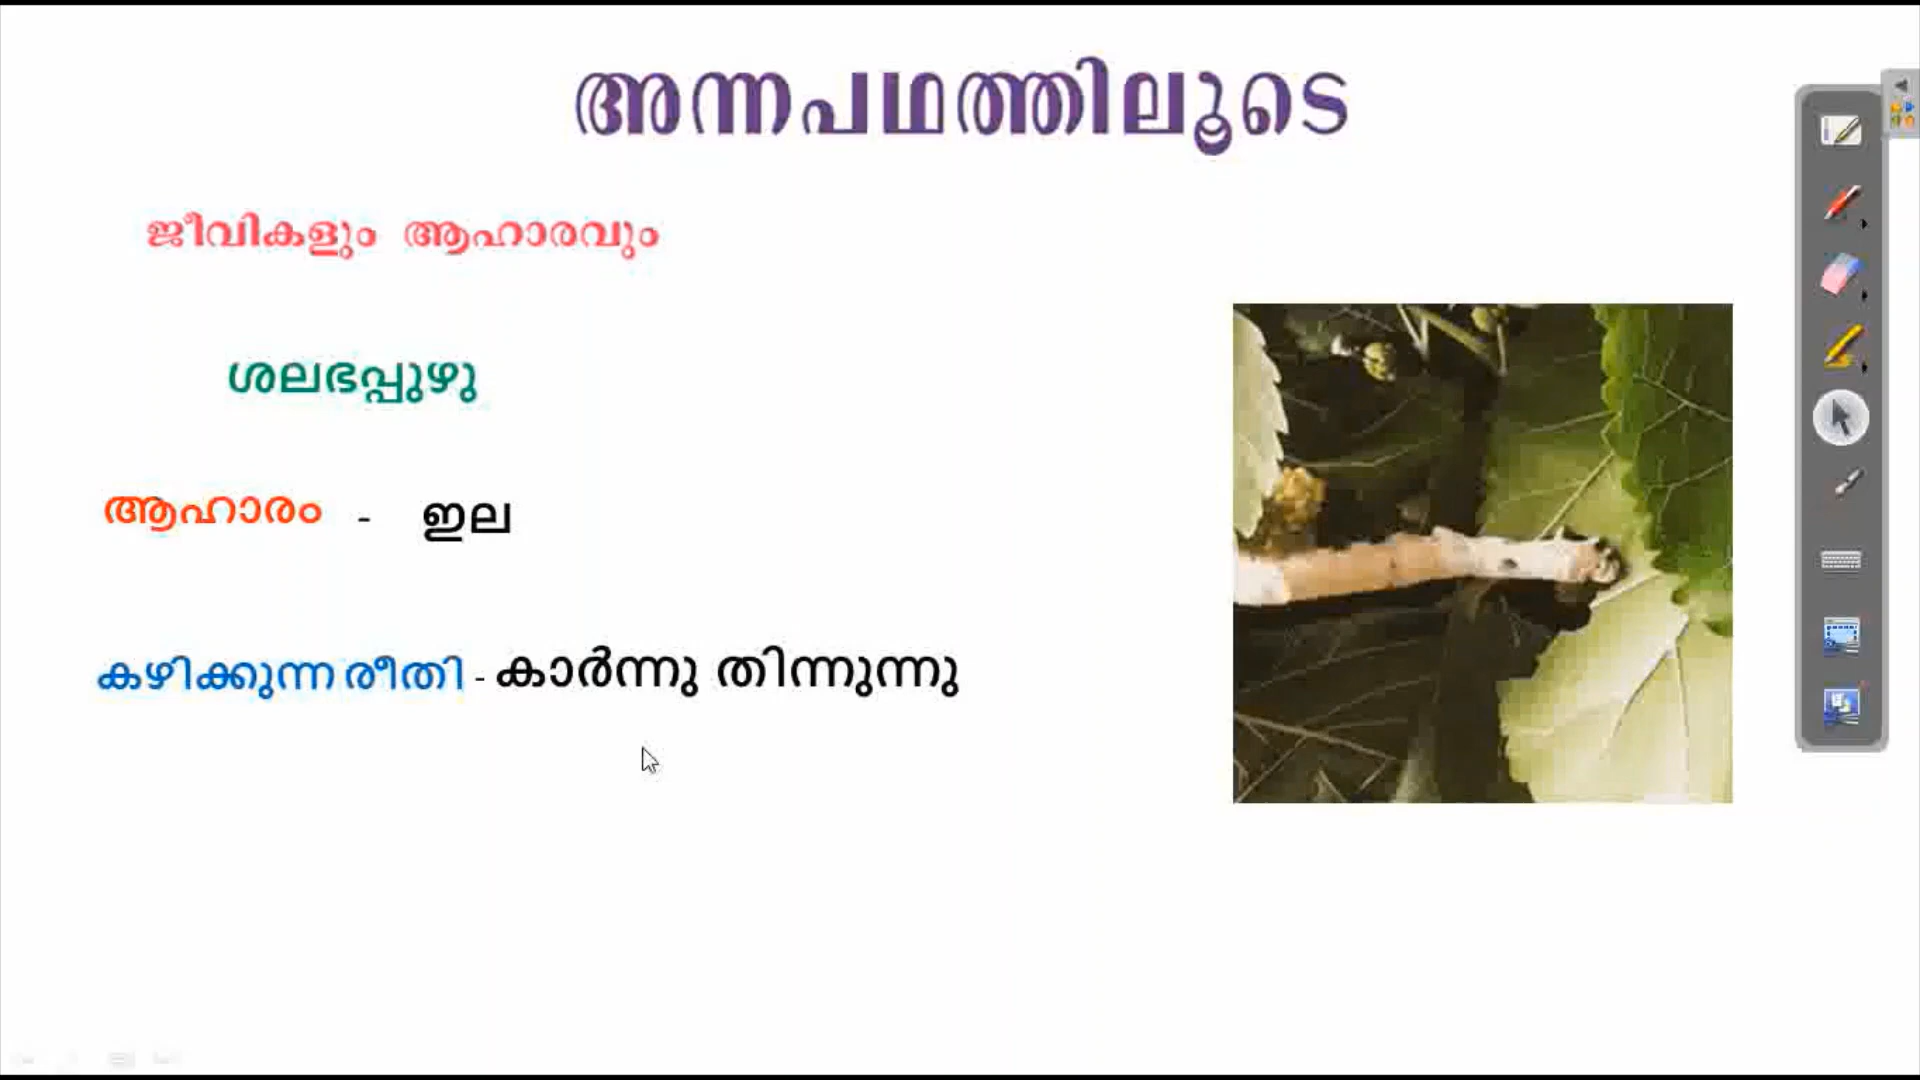 അന്നപഥത്തിലൂടെ
ജീവികളും ആഹാരവും
ശലഭപ്പുഴു
ആഹാരം - ഇല
കഴിക്കുന്ന രീതി - കാർന്നു തിന്നുന്നു